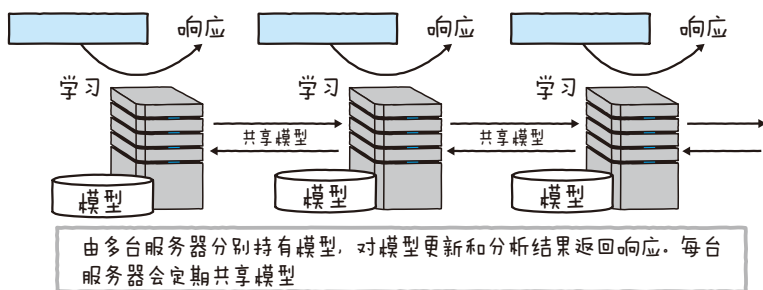 响应
响应
响应
学习
学习
学习
共享模型
共享模型
模型
模型
模型
由多台服务器分别持有模型，对模型更新和分析结果返回响应。每台
服务器会定期共享模型